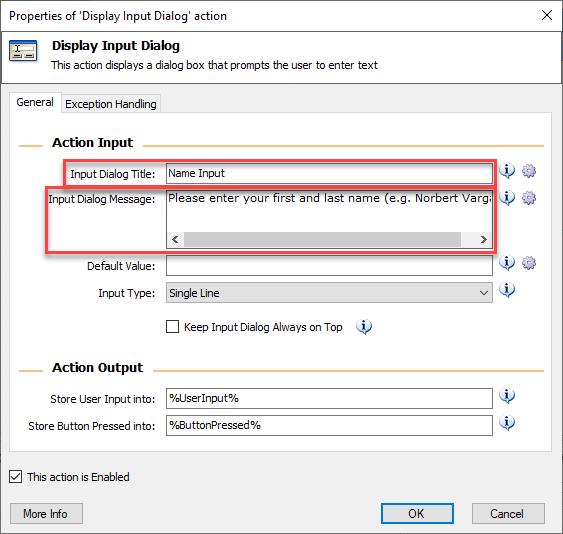 Properties of 'Display Input Dialog' action
Display Input Dialog
This action displays a dialog box that prompts the user to enter text
General Exception Handling
Action Input
Input Dialog Title: Name Input
Input Dialog Message: Please enter your first and last name (e.g. Norbert Varga
Default Value:
Input Type: Single Line
Keep Input Dialog Always on Top
Action Output
Store User Input into: %UserInput%
Store Button Pressed into: %ButtonPressed%
This action is Enabled
More Info OK Cancel